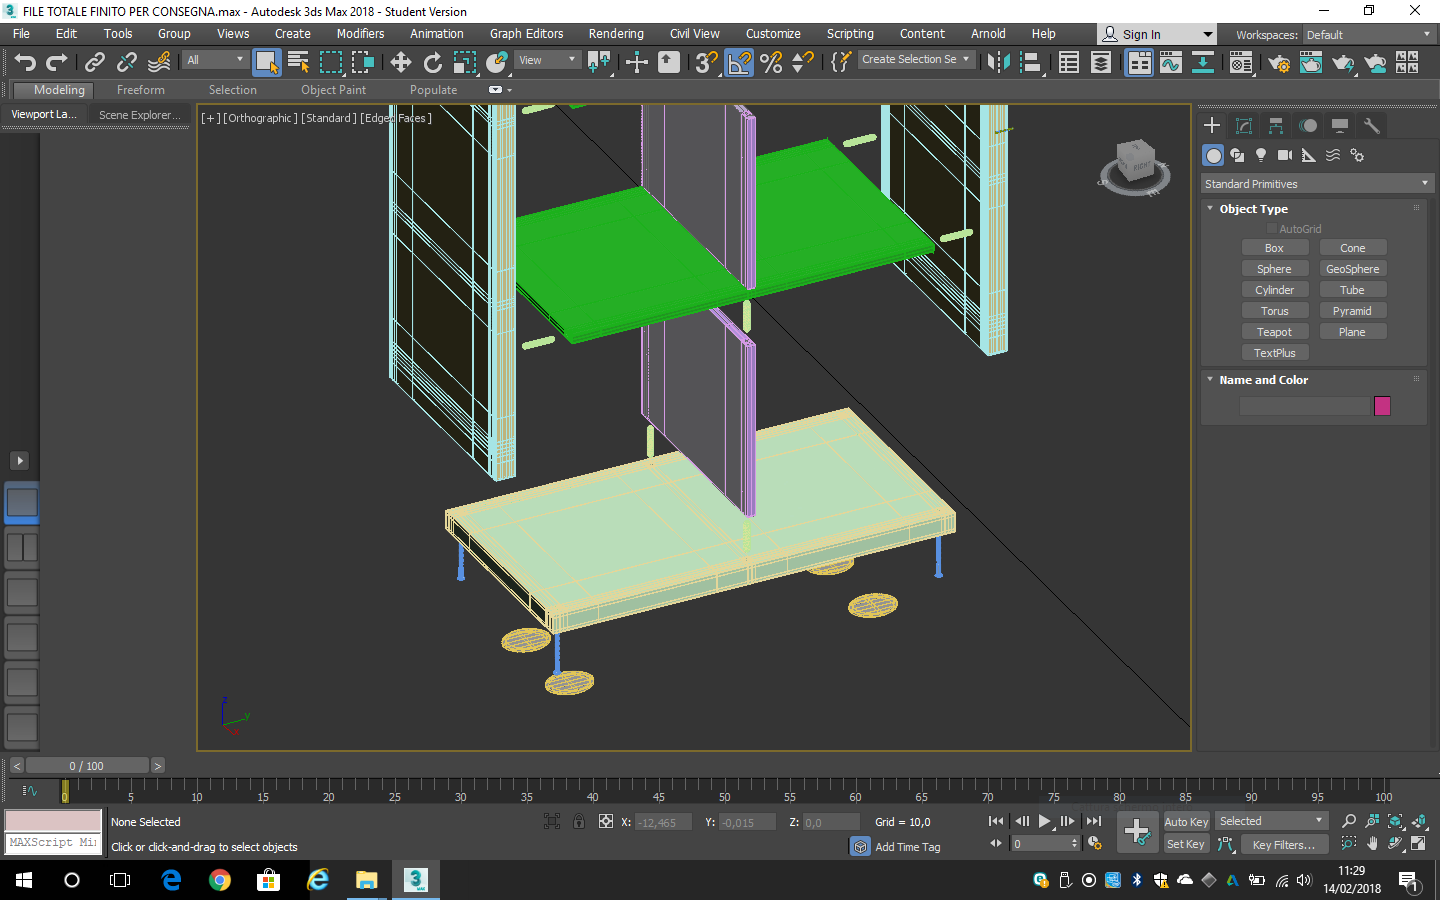 FILE TOTALE FINITO PER CONSEGNA.max - Autodesk 3ds Max 2018 - Student Version
File Edit Tools Group Views Create Modifiers Animation Graph Editors Rendering Civil View Customize Scripting Content Arnold Help Sign In Workspaces: Default
All View Create Selection Se
Modeling Freeform Selection Object Paint Populate
Viewport La... Scene Explorer...
[+] [Orthographic] [Standard] [Edged Faces]
RIGHT
Standard Primitives
Object Type
AutoGrid
Box Cone
Sphere GeoSphere
Cylinder Tube
Torus Pyramid
Teapot Plane
TextPlus
Name and Color
z
y
x
< 0 / 100 >
0 5 10 15 20 25 30 35 40 45 50 55 60 65 70 75 80 85 90 95 100
None Selected X: -12,465 Y: -0,015 Z: 0,0 Grid = 10,0 Auto Key Selected
MAXScript Mi Click or click-and-drag to select objects Add Time Tag 0 Set Key Key Filters...
11:29
14/02/2018
1